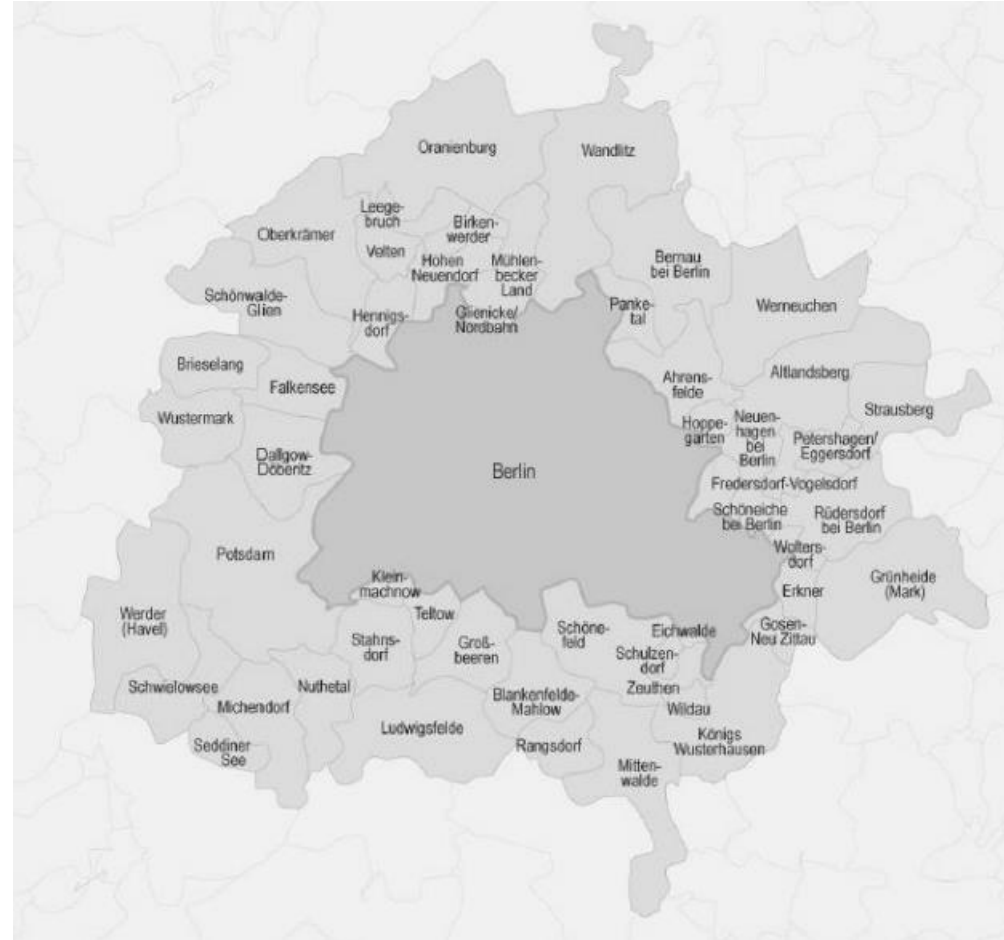 Oranienburg
Wandlitz
Leege-
bruch
Birken-
werder
Oberkrämer
Velten
Hohen
Neuendorf
Mühlen-
becker
Land
Bernau
bei Berlin
Schönwalde-
Glien
Hennigs-
dorf
Glienicke/
Nordbahn
Panke-
tal
Werneuchen
Brieselang
Falkensee
Ahrens-
felde
Altlandsberg
Wustermark
Hoppe-
garten
Neuen-
hagen
bei
Berlin
Strausberg
Petershagen/
Eggersdorf
Dallgow-
Döberitz
Berlin
Fredersdorf-Vogelsdorf
Schöneiche
bei Berlin
Rüdersdorf
bei Berlin
Potsdam
Klein-
machnow
Wolters-
dorf
Grünheide
(Mark)
Erkner
Werder
(Havel)
Teltow
Stahns-
dorf
Groß-
beeren
Schöne-
feld
Eichwalde
Gosen-
Neu Zittau
Schulzen-
dorf
Schwielowsee
Nuthetal
Zeuthen
Michendorf
Blankenfelde-
Mahlow
Wildau
Ludwigsfelde
Königs
Wusterhausen
Seddiner
See
Rangsdorf
Mitten-
walde